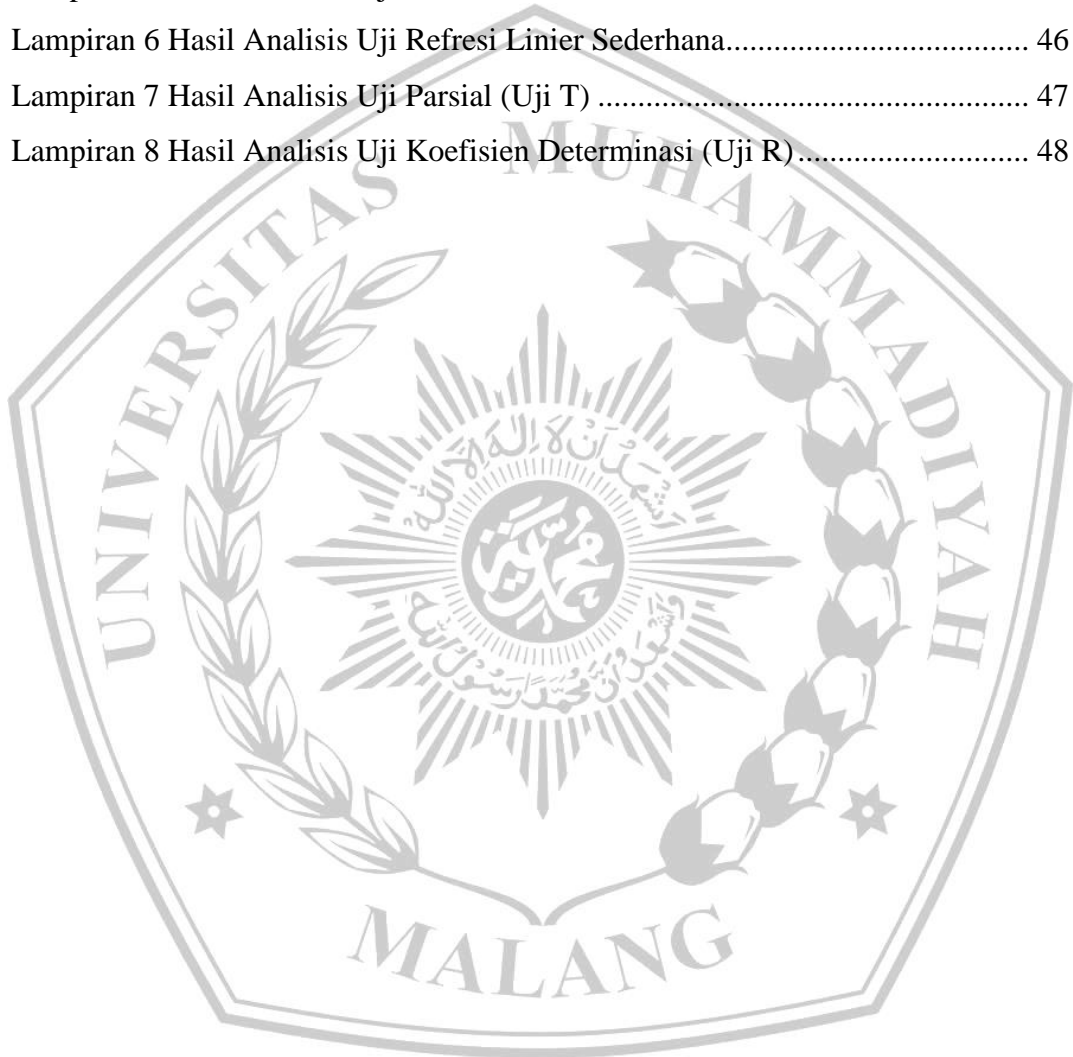 Lampiran 6 Hasil Analisis Uji Refresi Linier Sederhana..................................... 46
Lampiran 7 Hasil Analisis Uji Parsial (Uji T) ..................................................... 47
Lampiran 8 Hasil Analisis Uji Koefisien Determinasi (Uji R)............................ 48
UNIVERSITAS MUHAMMADIYAH
MALANG